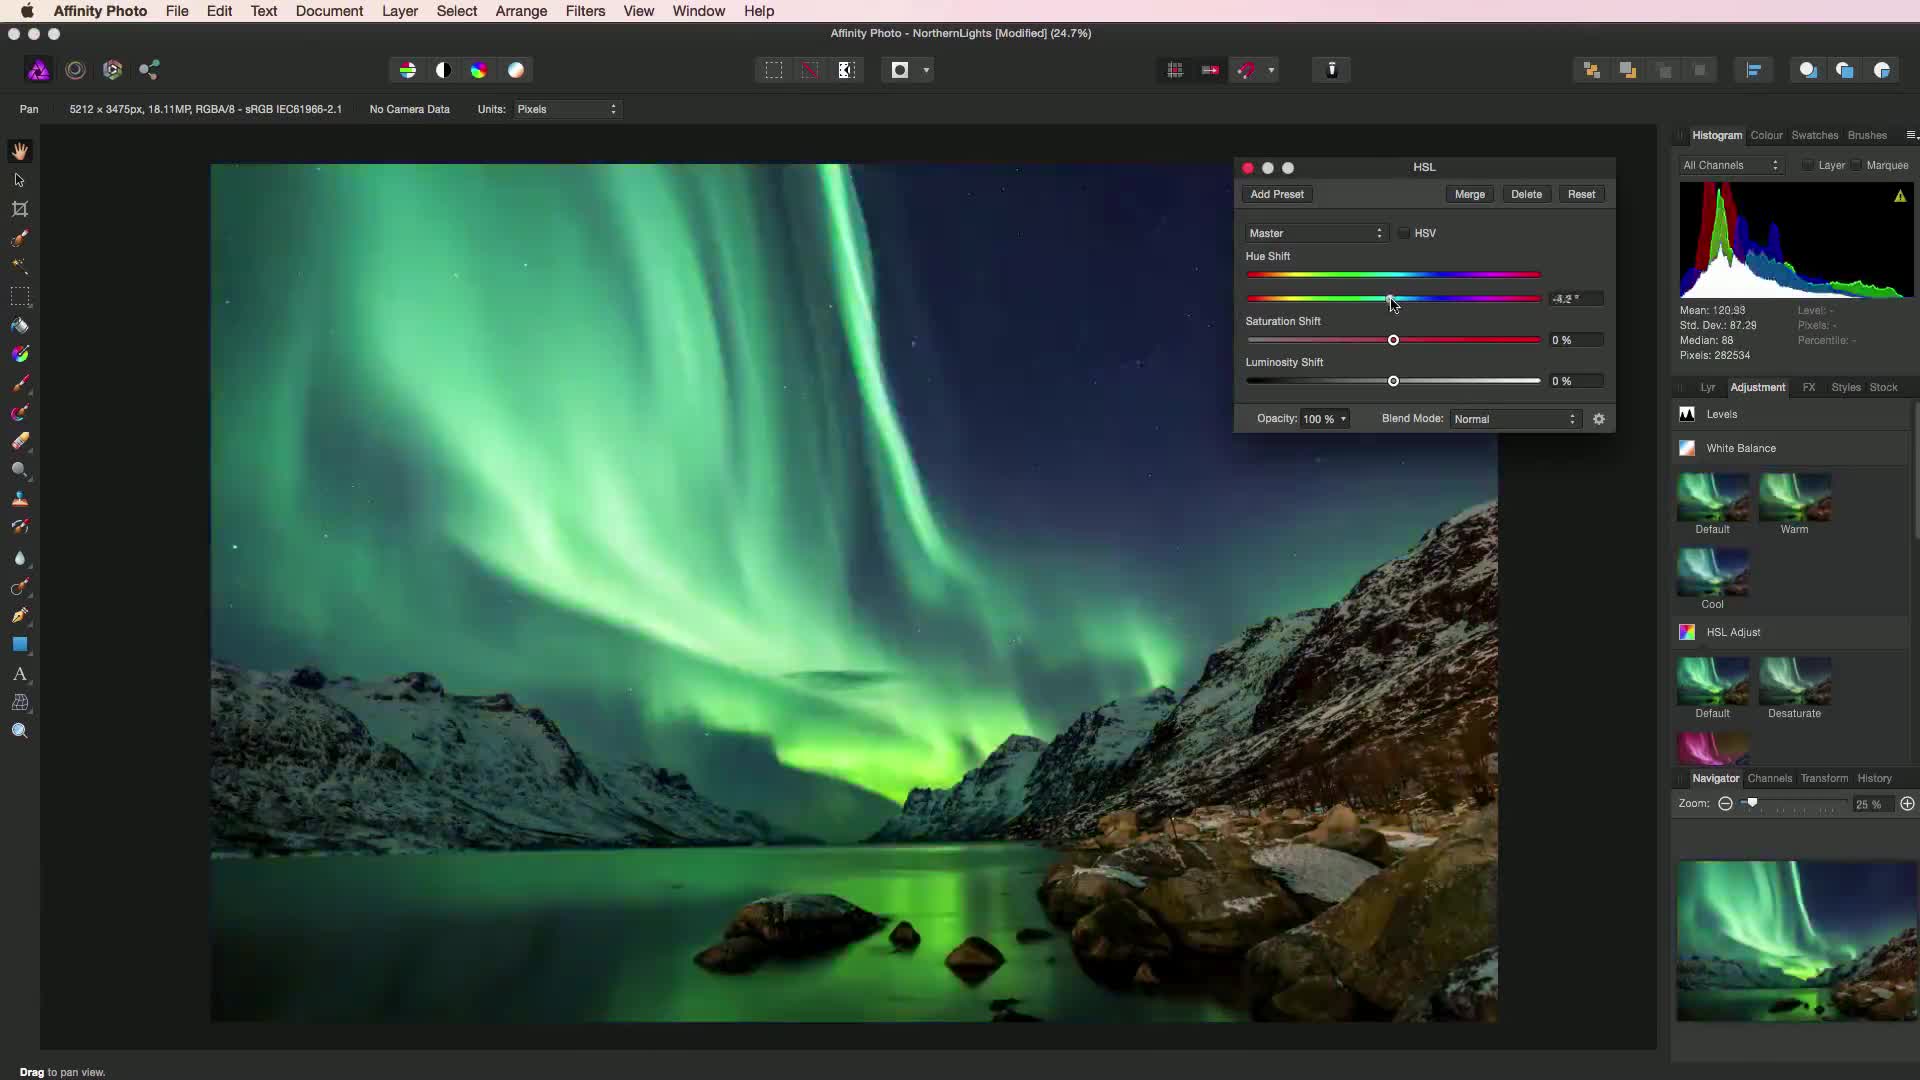 Affinity Photo File Edit Text Document Layer Select Arrange Filters View Window Help
Affinity Photo - NorthernLights [Modified] (24.7%)
Pan 5212 x 3475px, 18.11MP, RGBA/8 - sRGB IEC61966-2.1 No Camera Data Units: Pixels
Histogram Colour Swatches Brushes
All Channels Layer Marquee
Mean: 120.93 Level: -
Std. Dev.: 87.29 Pixels: -
Median: 88 Percentile: -
Pixels: 282534
HSL
Add Preset Merge Delete Reset
Master HSV
Hue Shift
Saturation Shift
0 %
Luminosity Shift
0 %
Opacity: 100 % Blend Mode: Normal
Lyr Adjustment FX Styles Stock
Levels
White Balance
Default Warm
Cool
HSL Adjust
Default Desaturate
Navigator Channels Transform History
Zoom: 25 %
A
Drag to pan view.